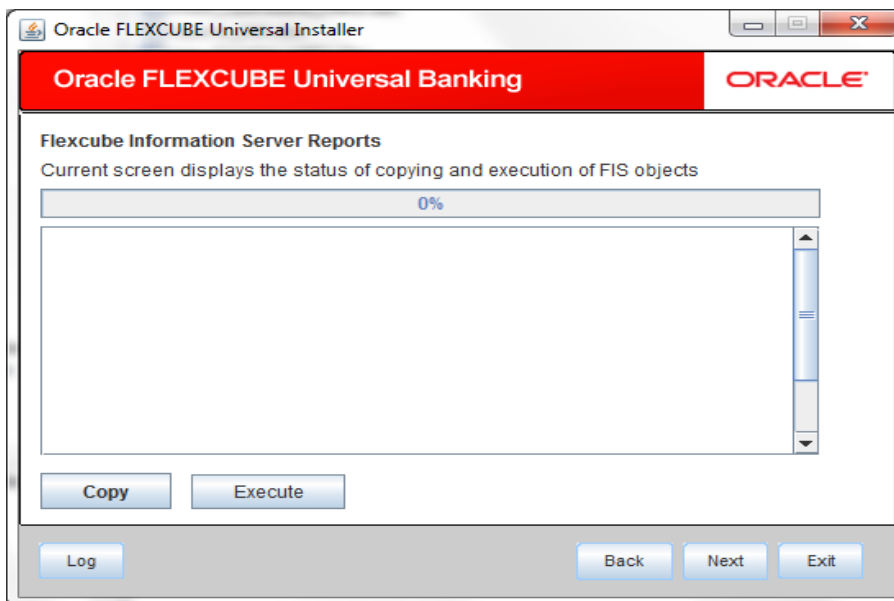 Oracle FLEXCUBE Universal Installer
Oracle FLEXCUBE Universal Banking
ORACLE
Flexcube Information Server Reports
Current screen displays the status of copying and execution of FIS objects
0%
Copy Execute
Log Back Next Exit